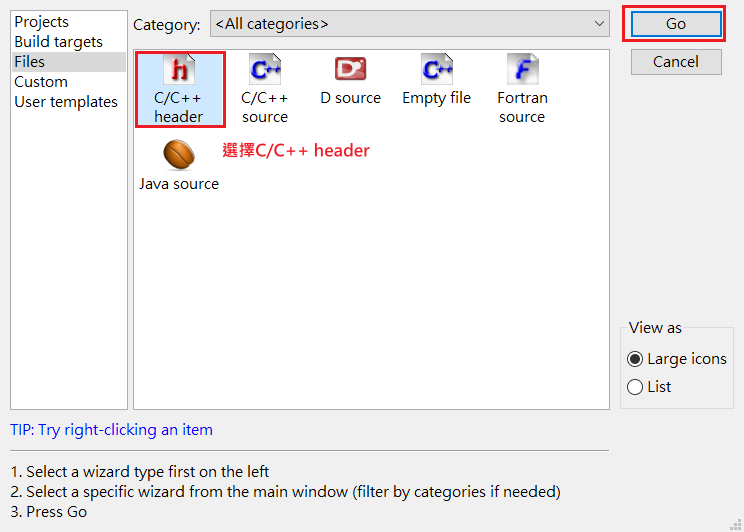 Projects
Build targets
Files
Custom
User templates
Category:
<All categories>
Go
Cancel
C/C++
header
C/C++
source
D source
Empty file
Fortran
source
Java source
選擇C/C++ header
View as
Large icons
List
TIP: Try right-clicking an item
1. Select a wizard type first on the left
2. Select a specific wizard from the main window (filter by categories if needed)
3. Press Go